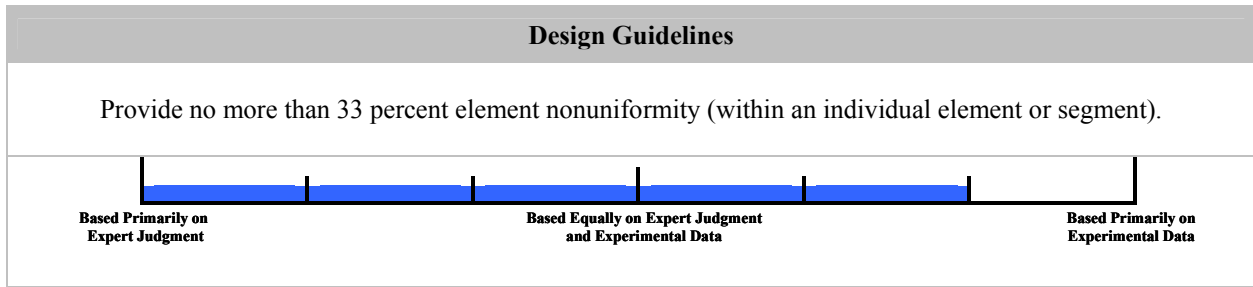 Design Guidelines
Provide no more than 33 percent element nonuniformity (within an individual element or segment).
Based Primarily on
Expert Judgment
Based Equally on Expert Judgment
and Experimental Data
Based Primarily on
Experimental Data